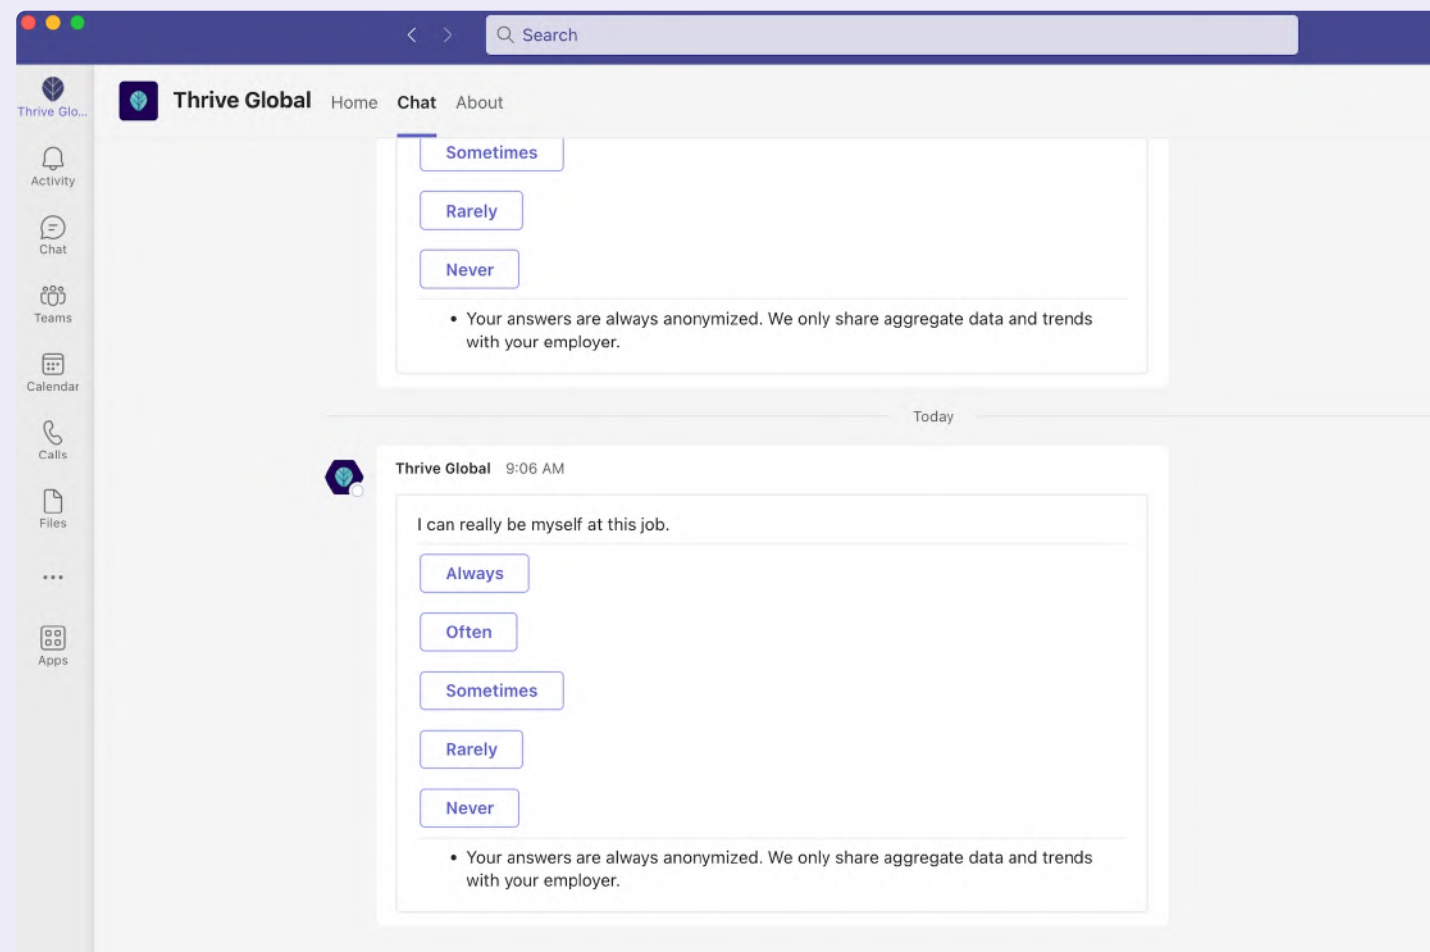 Search
Thrive Glo...
Thrive Global Home Chat About
Activity
Chat
Teams
Calendar
Calls
Files
Apps
Sometimes
Rarely
Never
• Your answers are always anonymized. We only share aggregate data and trends
with your employer.
Today
Thrive Global 9:06 AM
I can really be myself at this job.
Always
Often
Sometimes
Rarely
Never
• Your answers are always anonymized. We only share aggregate data and trends
with your employer.